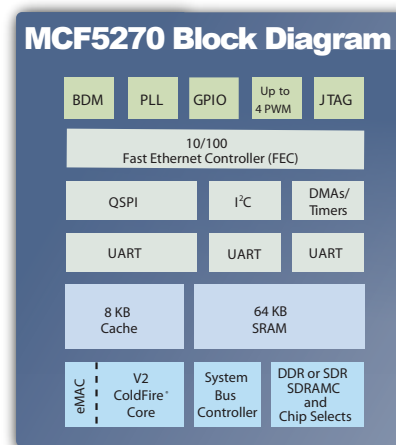 MCF5270 Block Diagram
BDM
PLL
GPIO
Up to
4 PWM
JTAG
10/100
Fast Ethernet Controller (FEC)
QSPI
I²C
DMAs/
Timers
UART
UART
UART
8 KB
Cache
64 KB
SRAM
eMAC
V2
ColdFire®
Core
System
Bus
Controller
DDR or SDR
SDRAMC
and
Chip Selects